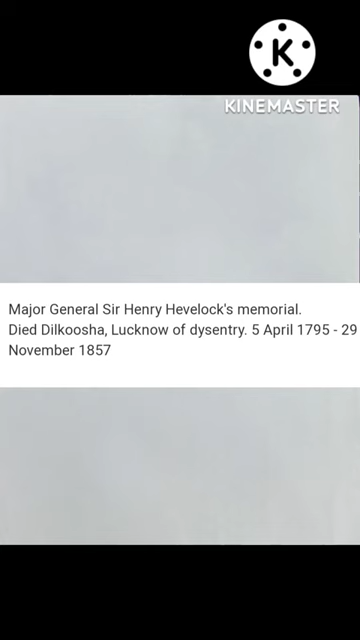 K
KINEMASTER
Major General Sir Henry Hevelock's memorial.
Died Dilkoosha, Lucknow of dysentry. 5 April 1795 - 29
November 1857